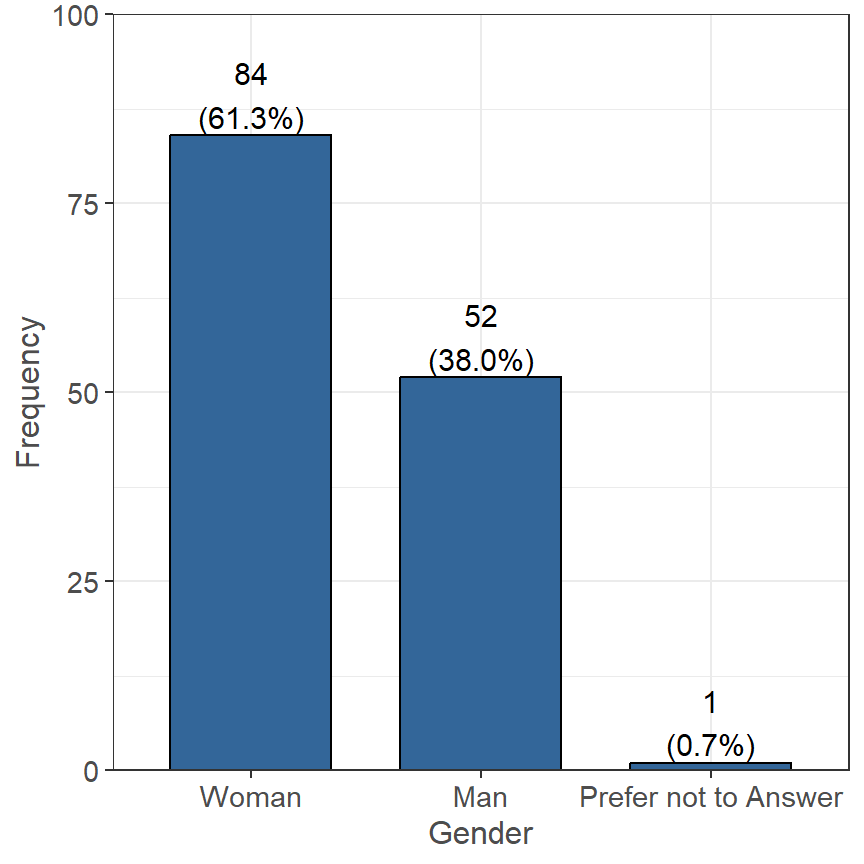 100
75
50
25
0
Frequency
84
(61.3%)
52
(38.0%)
1
(0.7%)
Woman
Man
Prefer not to Answer
Gender